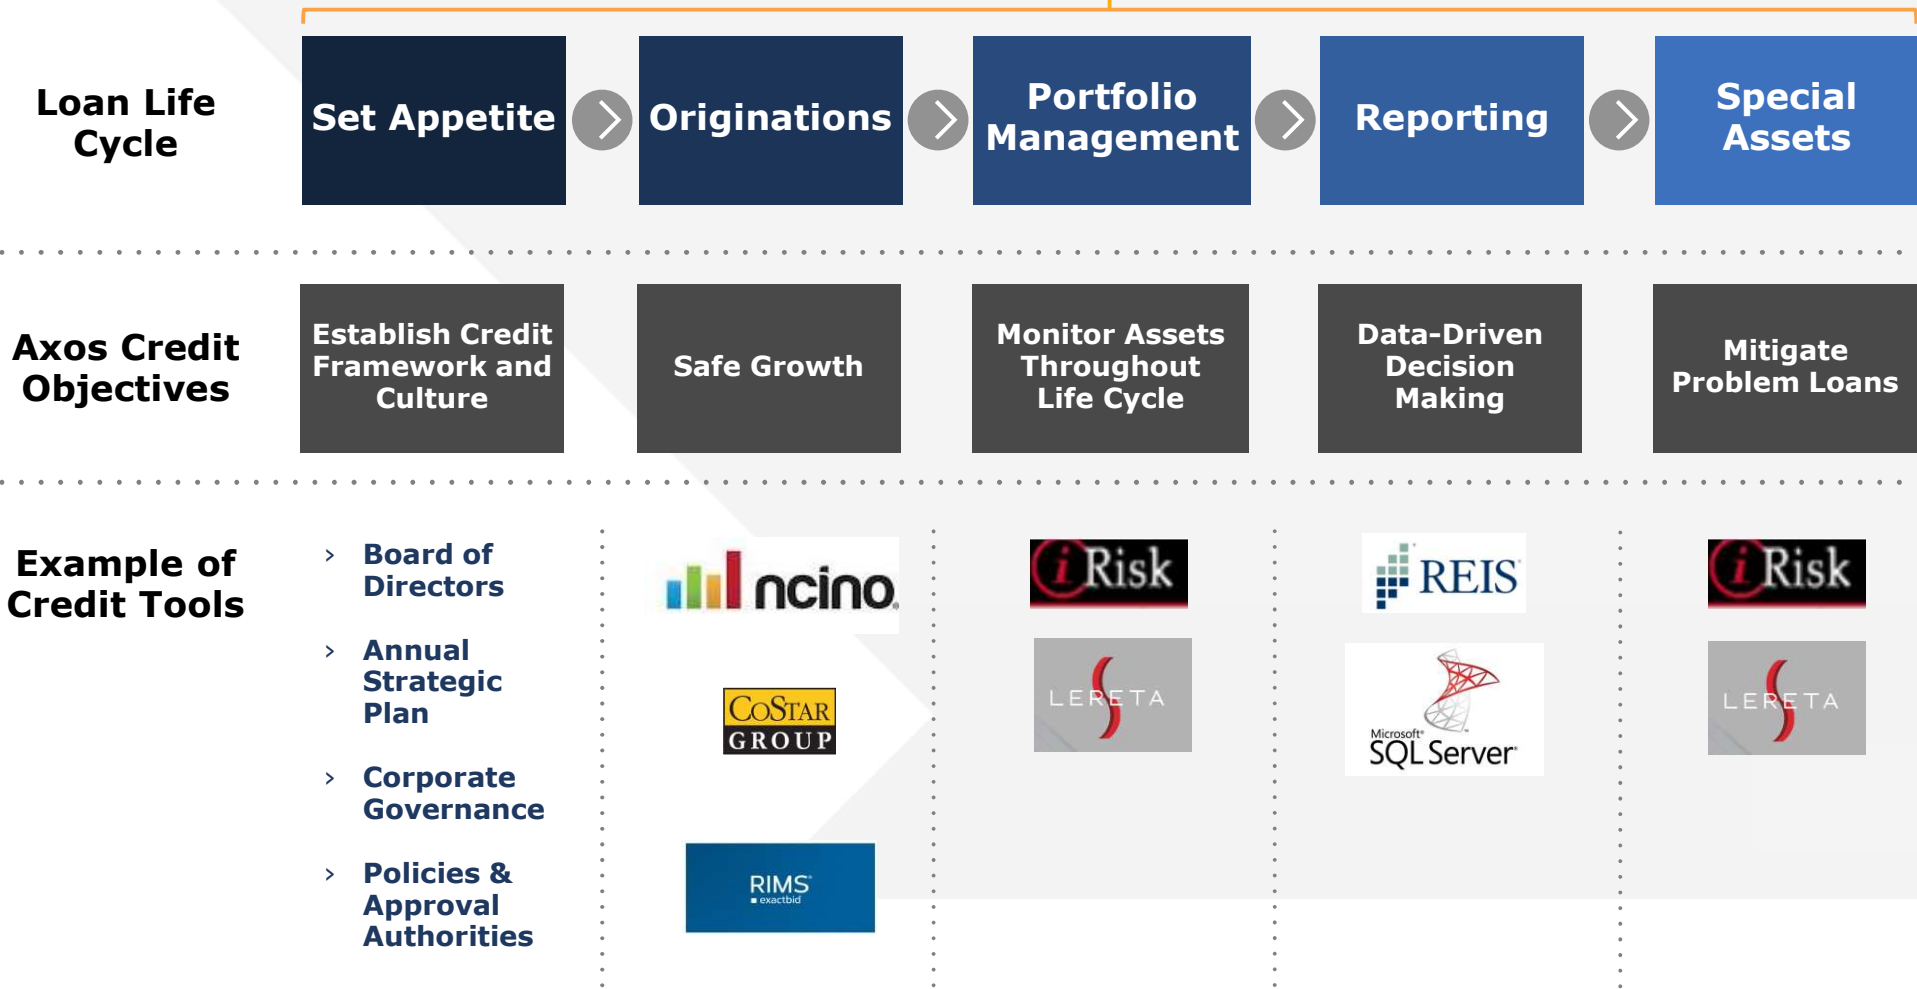 Loan Life
Cycle
Set Appetite
Originations
Portfolio
Management
Reporting
Special
Assets
Axos Credit
Objectives
Establish Credit
Framework and
Culture
Safe Growth
Monitor Assets
Throughout
Life Cycle
Data-Driven
Decision
Making
Mitigate
Problem Loans
Example of
Credit Tools
› Board of
Directors
› Annual
Strategic
Plan
› Corporate
Governance
› Policies &
Approval
Authorities
ncino®
COSTAR
GROUP
RIMS
exactbid
iRisk
LERETA
REIS
Microsoft®
SQL Server®
iRisk
LERETA